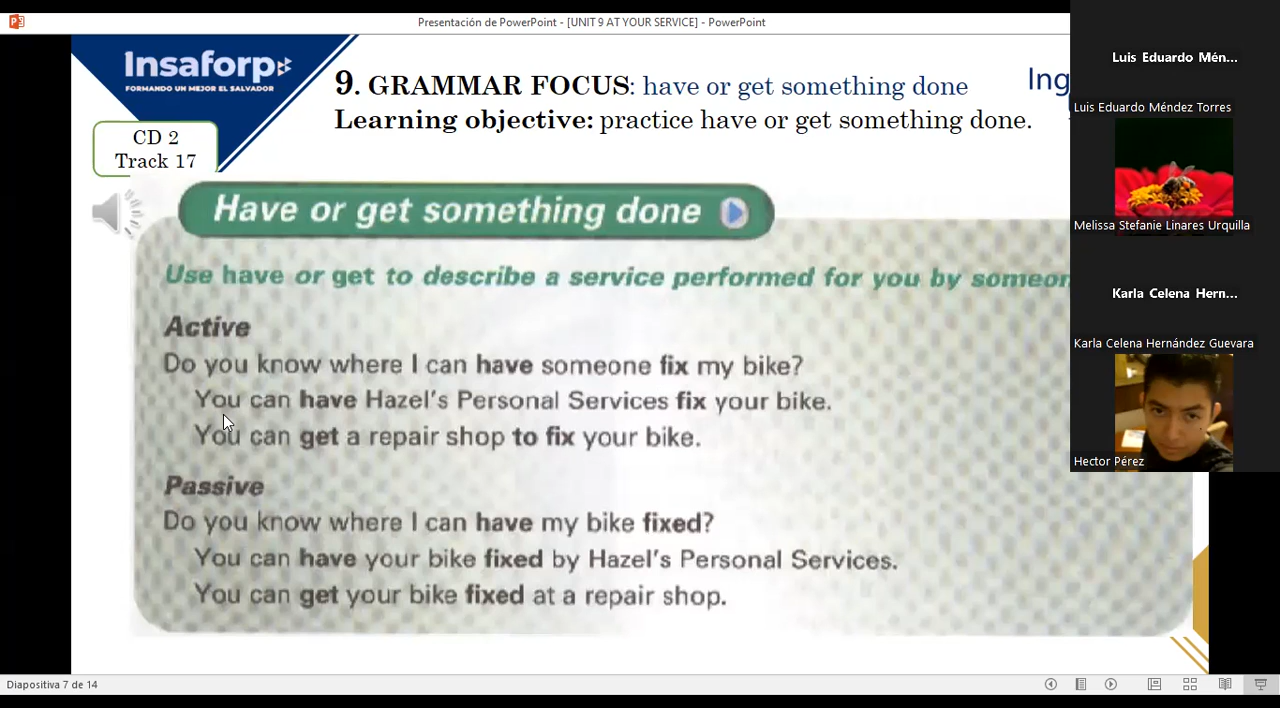 Presentación de PowerPoint - [UNIT 9 AT YOUR SERVICE] - PowerPoint
Insaforp
FORMANDO UN MEJOR EL SALVADOR
9. GRAMMAR FOCUS: have or get something done
Learning objective: practice have or get something done.
CD 2
Track 17
Have or get something done
Use have or get to describe a service performed for you by
Active
Do you know where I can have someone fix my bike?
You can have Hazel's Personal Services fix your bike.
You can get a repair shop to fix your bike.
Passive
Do you know where I can have my bike fixed?
You can have your bike fixed by Hazel's Personal Services.
You can get your bike fixed at a repair shop.
Luis Eduardo Mén...
Luis Eduardo Méndez Torres
Melissa Stefanie Linares Urquilla
Karla Celena Hern...
Karla Celena Hernández Guevara
Hector Pérez
Diapositiva 7 de 14